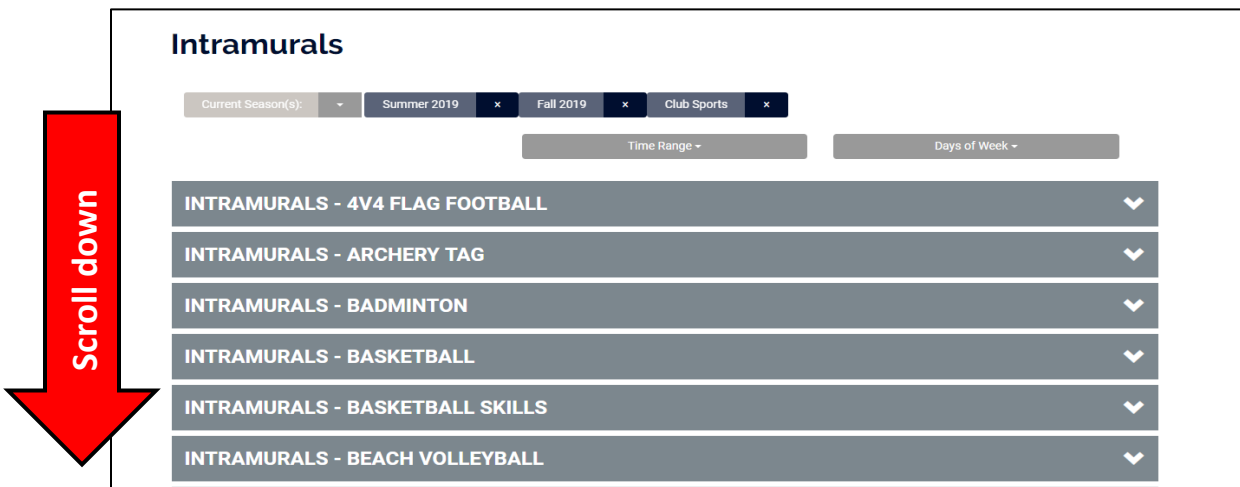 Intramurals
Current Season(s):
Summer 2019 ×
Fall 2019 ×
Club Sports ×
Time Range
Days of Week
Scroll down
INTRAMURALS - 4V4 FLAG FOOTBALL
INTRAMURALS - ARCHERY TAG
INTRAMURALS - BADMINTON
INTRAMURALS - BASKETBALL
INTRAMURALS - BASKETBALL SKILLS
INTRAMURALS - BEACH VOLLEYBALL